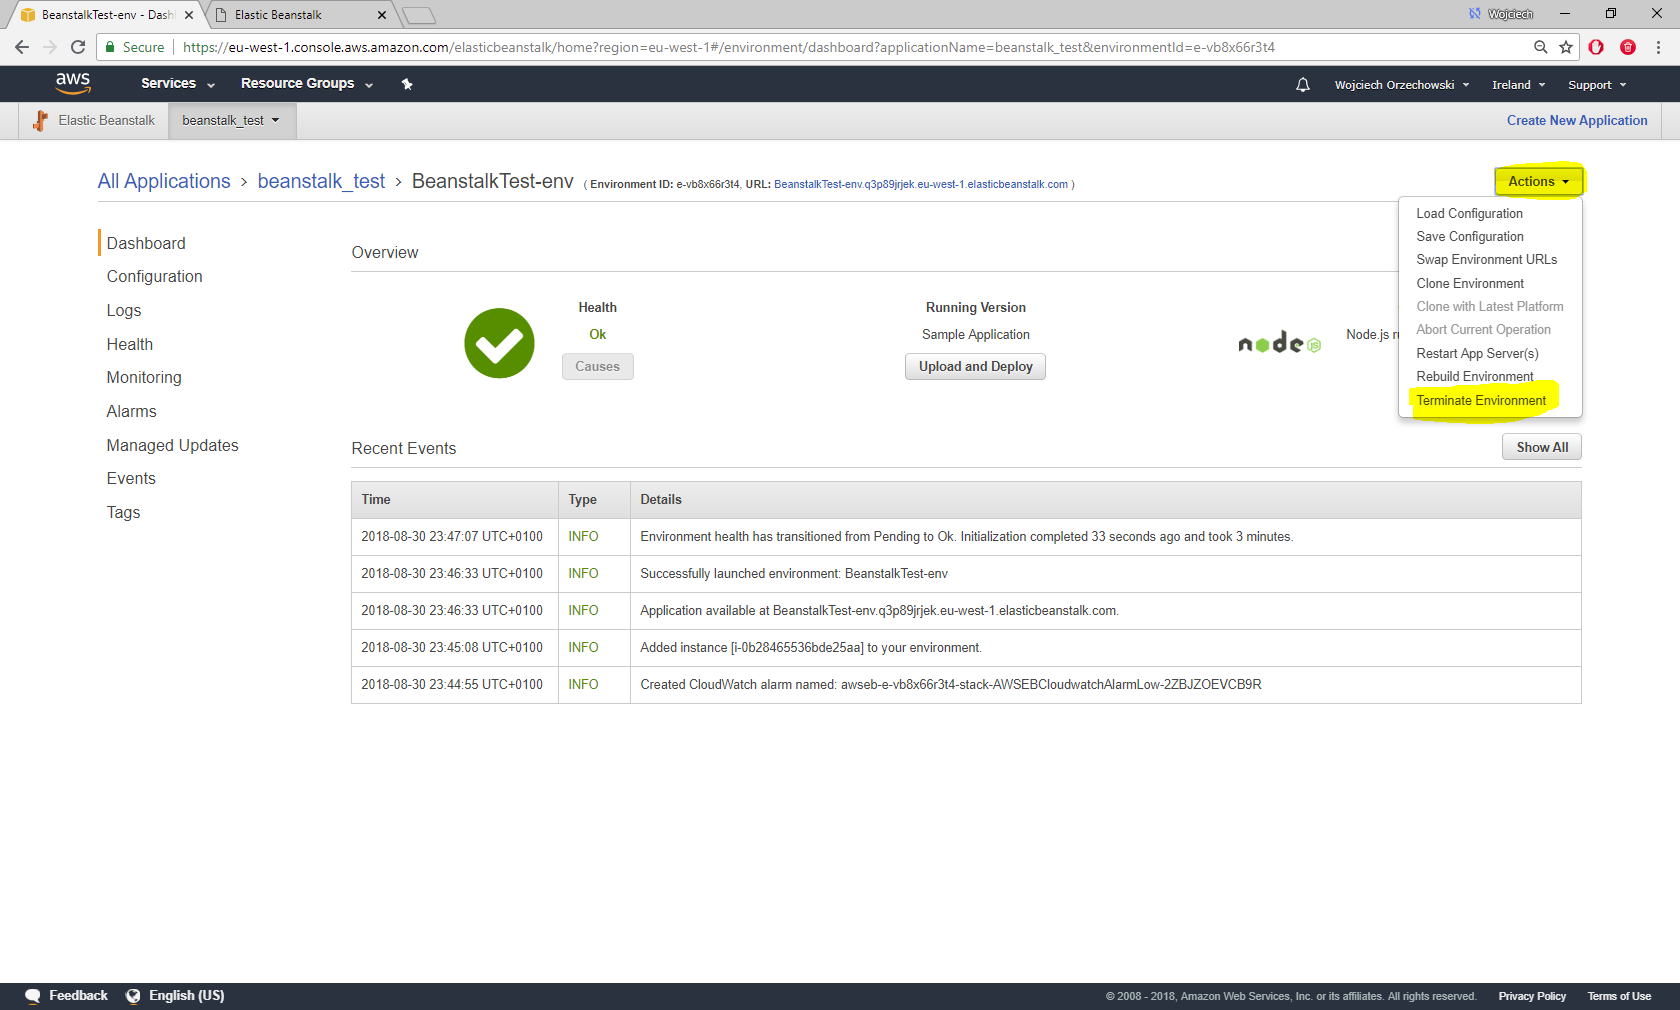 BeanstalkTest-env - Dash
Elastic Beanstalk
Wojciech
Secure
https://eu-west-1.console.aws.amazon.com/elasticbeanstalk/home?region=eu-west-1#/environment/dashboard?applicationName=beanstalk_test&environmentId=e-vb8x66r3t4
aws
Services
Resource Groups
Wojciech Orzechowski
Ireland
Support
Elastic Beanstalk
beanstalk_test
Create New Application
All Applications > beanstalk_test > BeanstalkTest-env ( Environment ID: e-vb8x66r3t4, URL: BeanstalkTest-env.q3p89jrjek.eu-west-1.elasticbeanstalk.com )
Actions
Load Configuration
Save Configuration
Swap Environment URLs
Clone Environment
Clone with Latest Platform
Abort Current Operation
Restart App Server(s)
Rebuild Environment
Terminate Environment
Dashboard
Configuration
Logs
Health
Monitoring
Alarms
Managed Updates
Events
Tags
Overview
Health
Ok
Causes
Running Version
Sample Application
Upload and Deploy
node JS
Node.js r
Recent Events
Show All
Time Type Details
2018-08-30 23:47:07 UTC+0100 INFO Environment health has transitioned from Pending to Ok. Initialization completed 33 seconds ago and took 3 minutes.
2018-08-30 23:46:33 UTC+0100 INFO Successfully launched environment: BeanstalkTest-env
2018-08-30 23:46:33 UTC+0100 INFO Application available at BeanstalkTest-env.q3p89jrjek.eu-west-1.elasticbeanstalk.com.
2018-08-30 23:45:08 UTC+0100 INFO Added instance [i-0b28465536bde25aa] to your environment.
2018-08-30 23:44:55 UTC+0100 INFO Created CloudWatch alarm named: awseb-e-vb8x66r3t4-stack-AWSEBCloudwatchAlarmLow-2ZBJZOEVCB9R
Feedback
English (US)
© 2008 - 2018, Amazon Web Services, Inc. or its affiliates. All rights reserved.
Privacy Policy
Terms of Use